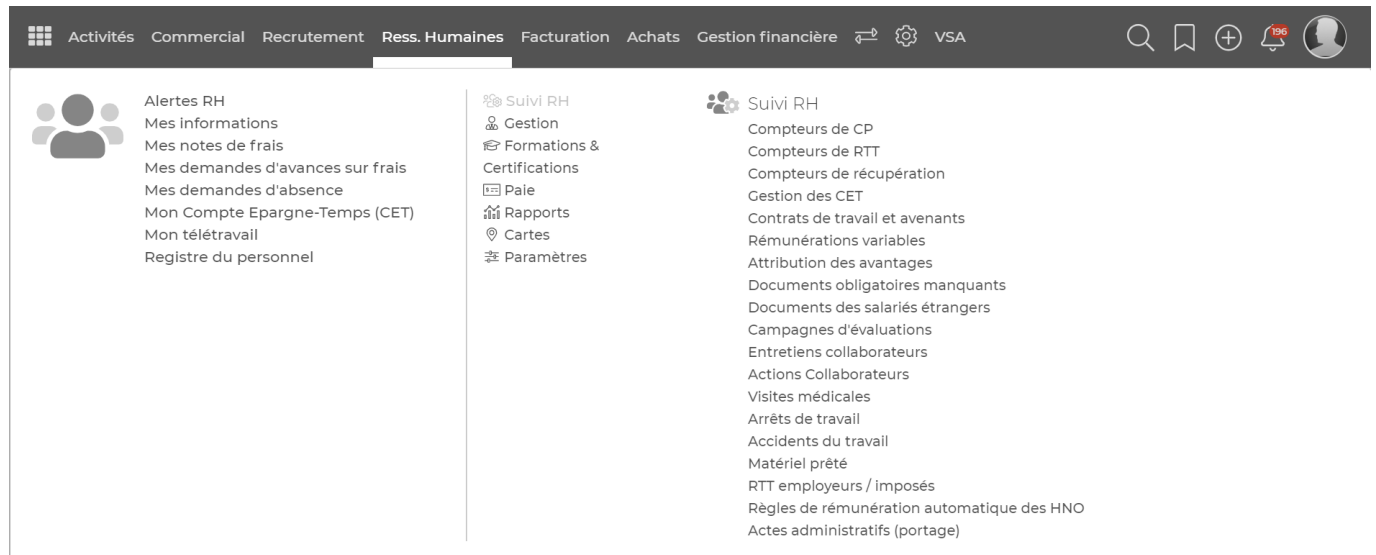 Activités Commercial Recrutement Ress. Humaines Facturation Achats Gestion financière VSA 196
Alertes RH
Mes informations
Mes notes de frais
Mes demandes d'avances sur frais
Mes demandes d'absence
Mon Compte Epargne-Temps (CET)
Mon télétravail
Registre du personnel
Suivi RH
Gestion
Formations &
Certifications
Paie
Rapports
Cartes
Paramètres
Suivi RH
Compteurs de CP
Compteurs de RTT
Compteurs de récupération
Gestion des CET
Contrats de travail et avenants
Rémunérations variables
Attribution des avantages
Documents obligatoires manquants
Documents des salariés étrangers
Campagnes d'évaluations
Entretiens collaborateurs
Actions Collaborateurs
Visites médicales
Arrêts de travail
Accidents du travail
Matériel prêté
RTT employeurs / imposés
Règles de rémunération automatique des HNO
Actes administratifs (portage)